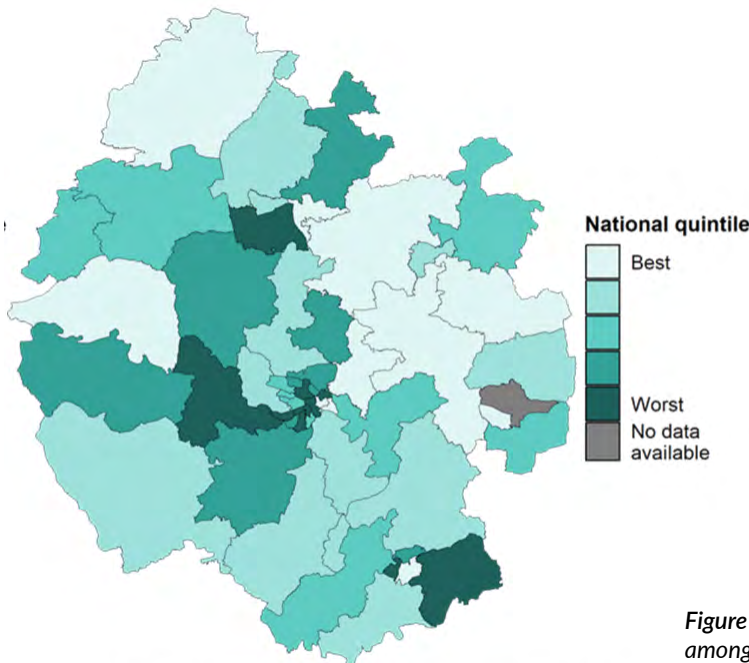 National quintile
Best
Worst
No data
available
Figure
among